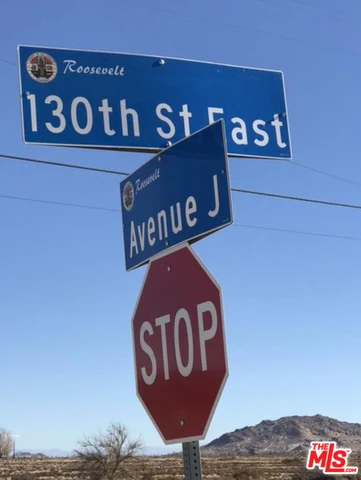 Roosevelt
130th St East
Roosevelt
Avenue J
STOP
THE
MLS